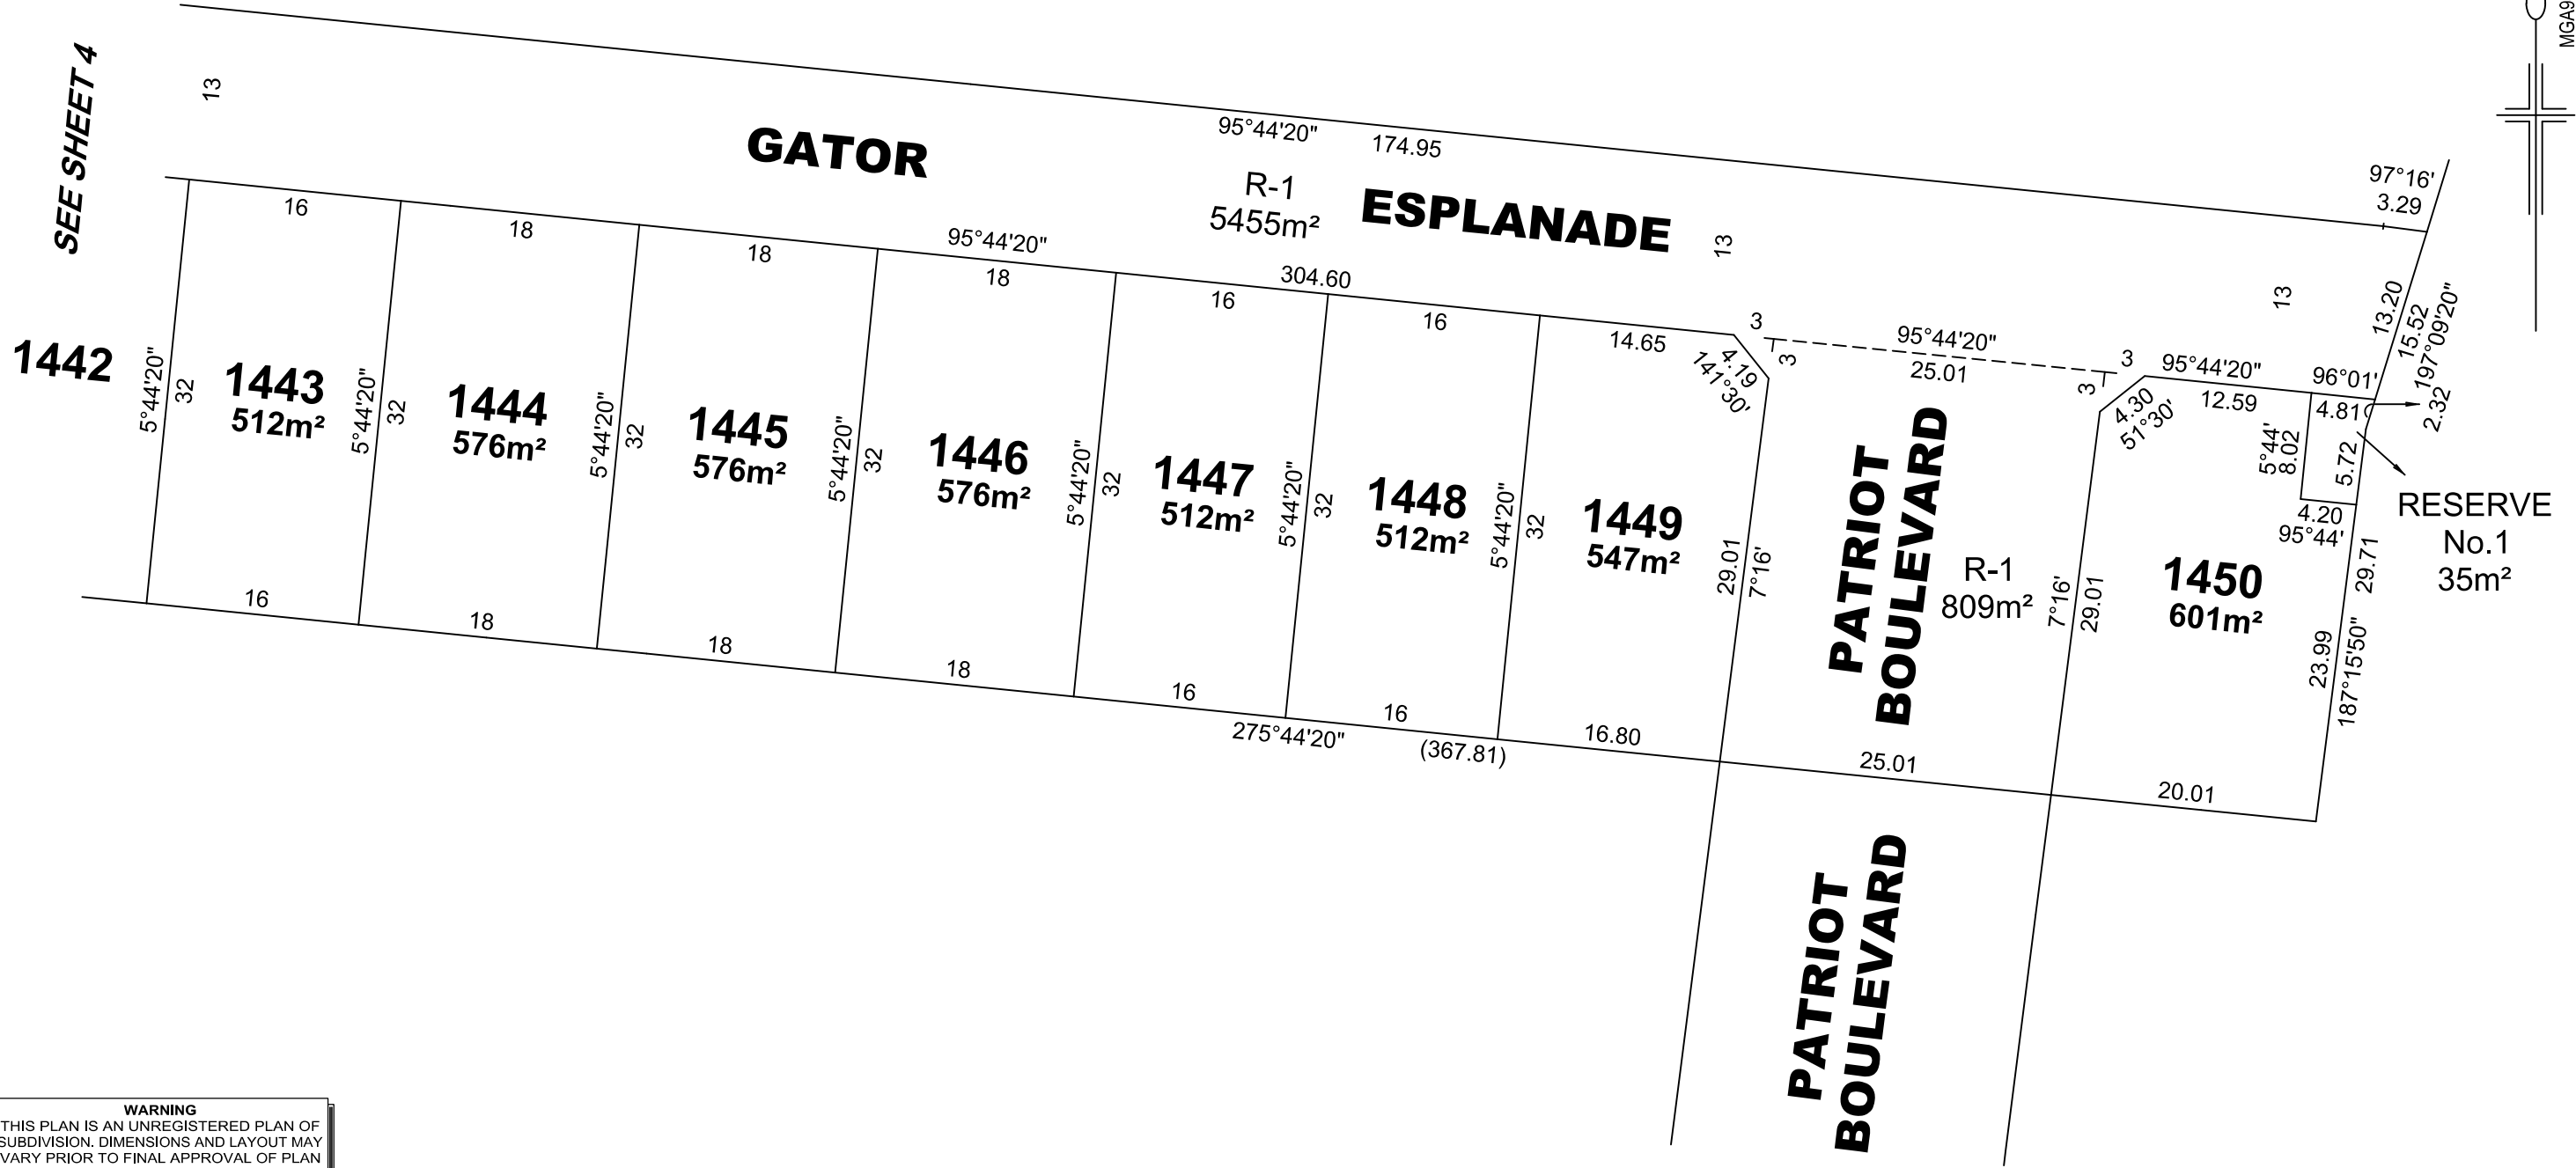 MGA9
SEE SHEET 4
13
GATOR
95°44'20" 174.95
R-1
5455m²
ESPLANADE
13
13
97°16'
3.29
13.20
15.52
197°09'20"
2.32
95°44'20"
304.60
16
18
18
18
16
16
14.65
4.19
141°30'
3
3
95°44'20"
25.01
3
3
4.30
51°30'
95°44'20"
12.59
96°01'
4.81
5°44'
8.02
5.72
4.20
95°44'
RESERVE
No.1
35m²
1442
5°44'20"
32
1443
512m²
5°44'20"
32
1444
576m²
5°44'20"
32
1445
576m²
5°44'20"
32
1446
576m²
5°44'20"
32
1447
512m²
5°44'20"
32
1448
512m²
5°44'20"
32
1449
547m²
29.01
7°16'
PATRIOT
BOULEVARD
R-1
809m²
7°16'
29.01
1450
601m²
29.71
23.99
187°15'50"
16
18
18
18
16
16
16.80
25.01
20.01
275°44'20" (367.81)
PATRIOT
BOULEVARD
WARNING
THIS PLAN IS AN UNREGISTERED PLAN OF
SUBDIVISION. DIMENSIONS AND LAYOUT MAY
VARY PRIOR TO FINAL APPROVAL OF PLAN